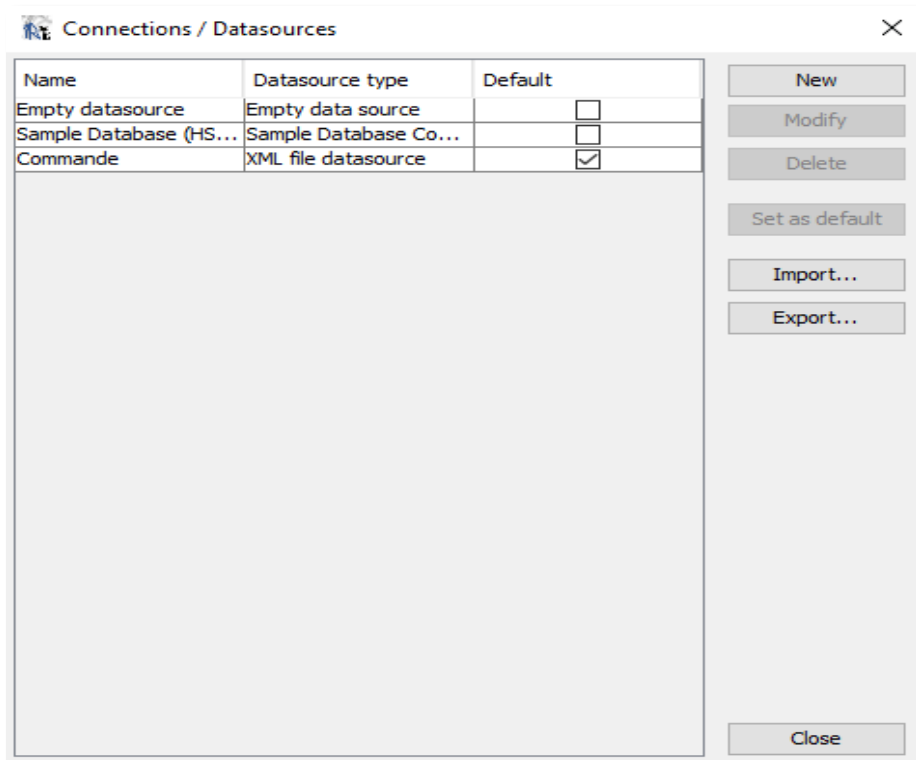 Connections / Datasources
Name Datasource type Default
Empty datasource Empty data source
Sample Database (HS... Sample Database Co...
Commande XML file datasource
New
Modify
Delete
Set as default
Import...
Export...
Close